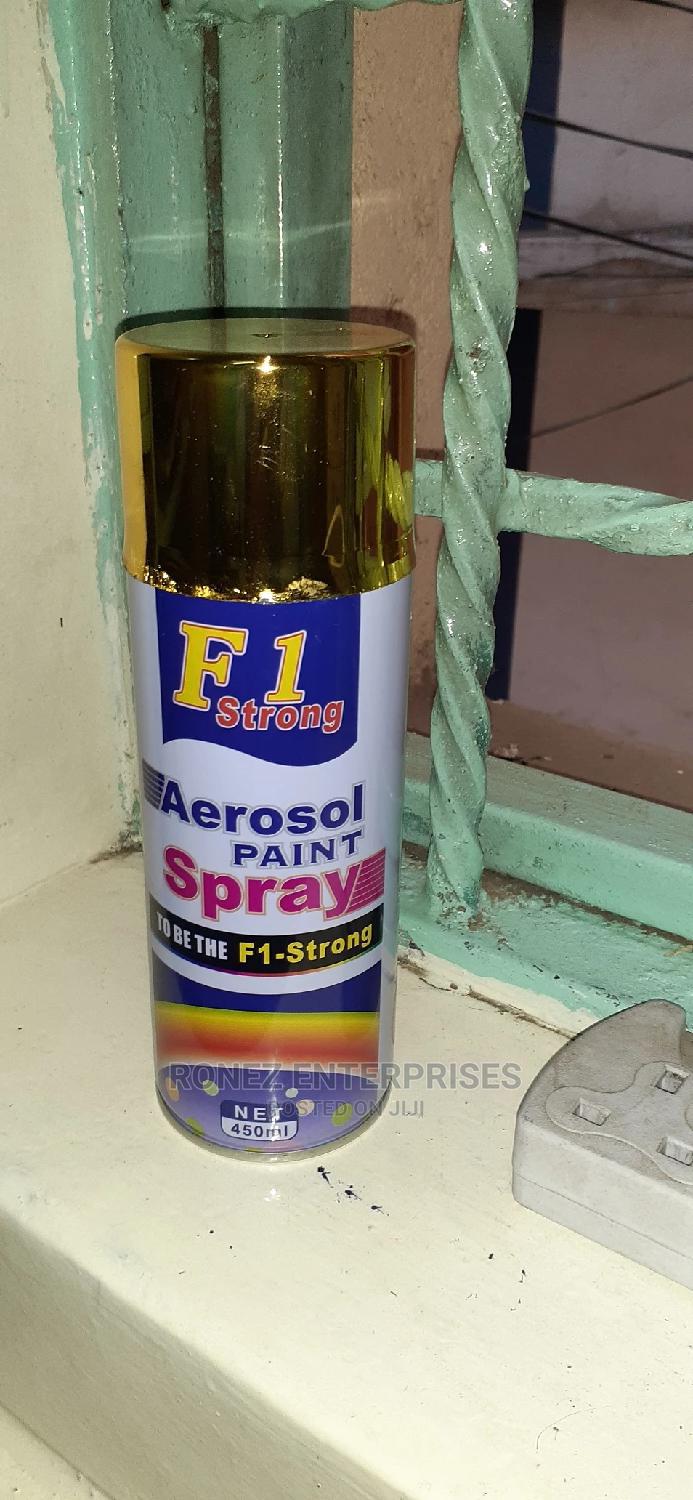 F1
Strong
Aerosol
PAINT
Spray
TO BE THE F1-Strong
RONEZ ENTERPRISES
POSTED ON JIJI
NET
450ml